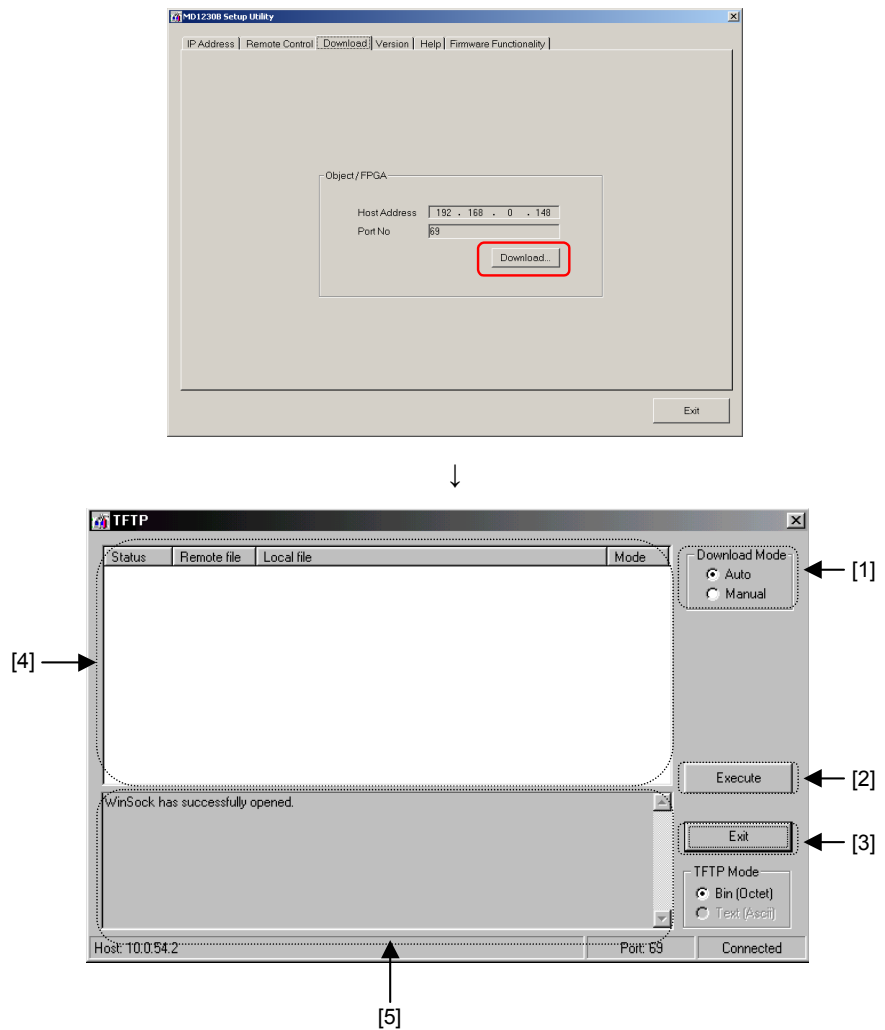 MD1230B Setup Utility
IP Address Remote Control Download Version Help Firmware Functionality
Object / FPGA
Host Address 192 . 168 . 0 . 148
Port No 69
Download...
Exit
↓
TFTP
Status Remote file Local file Mode
Download Mode
Auto
Manual
[1]
[4]
Execute
[2]
WinSock has successfully opened.
Exit
[3]
TFTP Mode
Bin (Octet)
Text (Ascii)
Host: 10.0.54.2 Port: 69 Connected
[5]